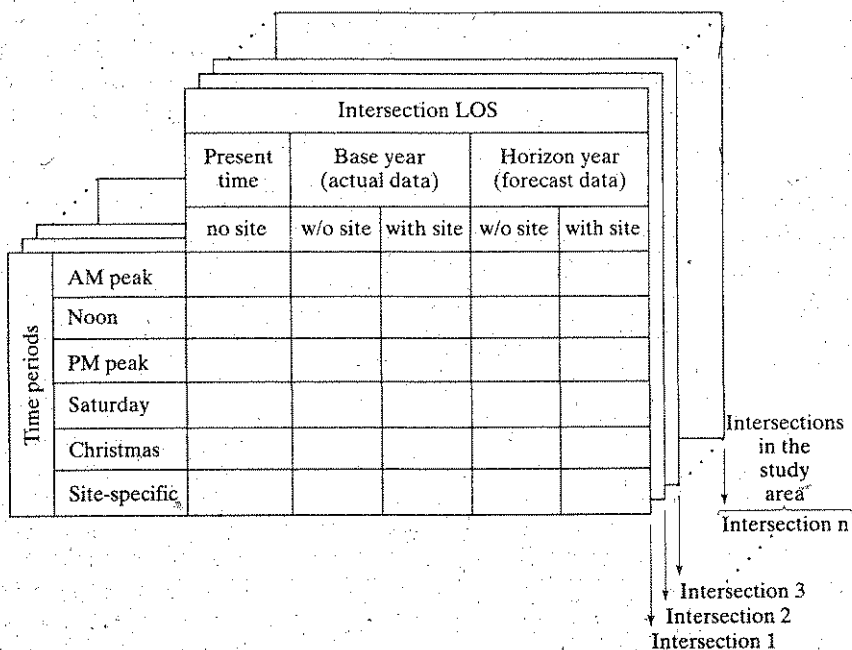 Intersection LOS
Present
time
Base year
(actual data)
Horizon year
(forecast data)
no site
w/o site
with site
w/o site
with site
Time periods
AM peak
Noon
PM peak
Saturday
Christmas
Site-specific
Intersections
in the
study
area
Intersection n
Intersection 3
Intersection 2
Intersection 1